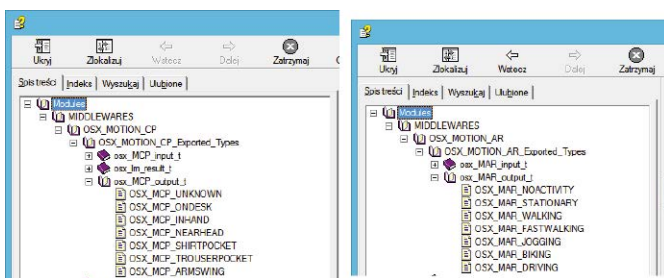 Ukryj Zlokalizuj Wstecz Dalej Zatrzymaj
Spis treści Indeks Wyszukaj Ulubione
Modules
MIDDLEWARES
OSX_MOTION_CP
OSX_MOTION_CP_Exported_Types
osx_MCP_input_t
osx_lm_result_t
osx_MCP_output_t
OSX_MCP_UNKNOWN
OSX_MCP_ONDESK
OSX_MCP_INHAND
OSX_MCP_NEARHEAD
OSX_MCP_SHIRTPOCKET
OSX_MCP_TROUSERPOCKET
OSX_MCP_ARMSWING
Ukryj Zlokalizuj Wstecz Dalej Zatrzymaj
Spis treści Indeks Wyszukaj Ulubione
Modules
MIDDLEWARES
OSX_MOTION_AR
OSX_MOTION_AR_Exported_Types
osx_MAR_input_t
osx_MAR_output_t
OSX_MAR_NOACTIVITY
OSX_MAR_STATIONARY
OSX_MAR_WALKING
OSX_MAR_FASTWALKING
OSX_MAR_JOGGING
OSX_MAR_BIKING
OSX_MAR_DRIVING